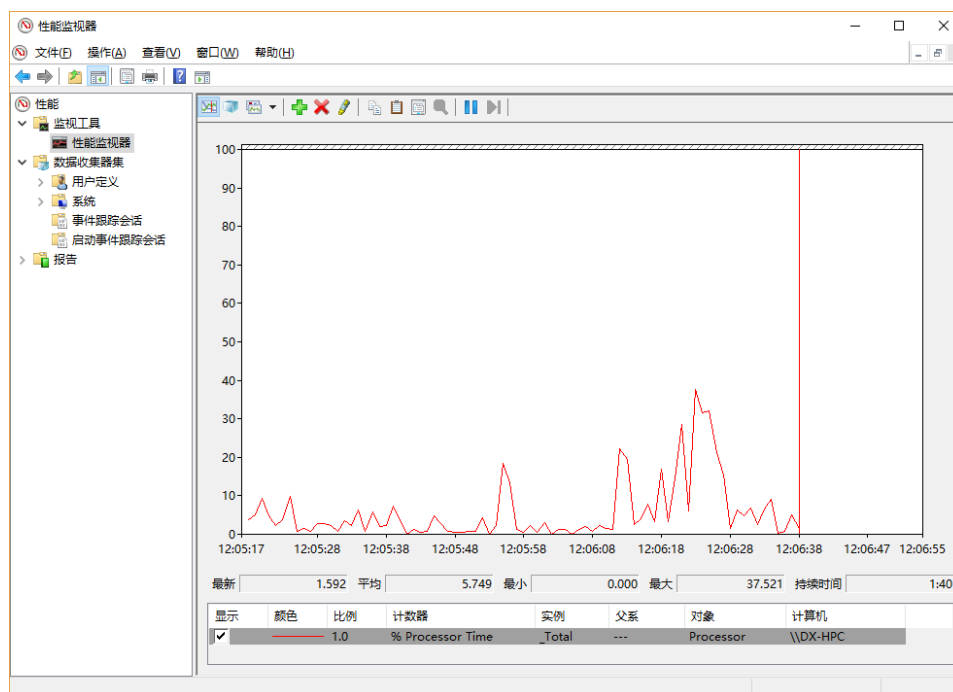 性能监视器
文件(F) 操作(A) 查看(V) 窗口(W) 帮助(H)
性能
监视工具
性能监视器
数据收集器集
用户定义
系统
事件跟踪会话
启动事件跟踪会话
报告
100
90
80
70
60
50
40
30
20
10
0
12:05:17 12:05:28 12:05:38 12:05:48 12:05:58 12:06:08 12:06:18 12:06:28 12:06:38 12:06:47 12:06:55
最新 1.592 平均 5.749 最小 0.000 最大 37.521 持续时间 1:40
显示 颜色 比例 计数器 实例 父系 对象 计算机
1.0 % Processor Time _Total --- Processor \\DX-HPC